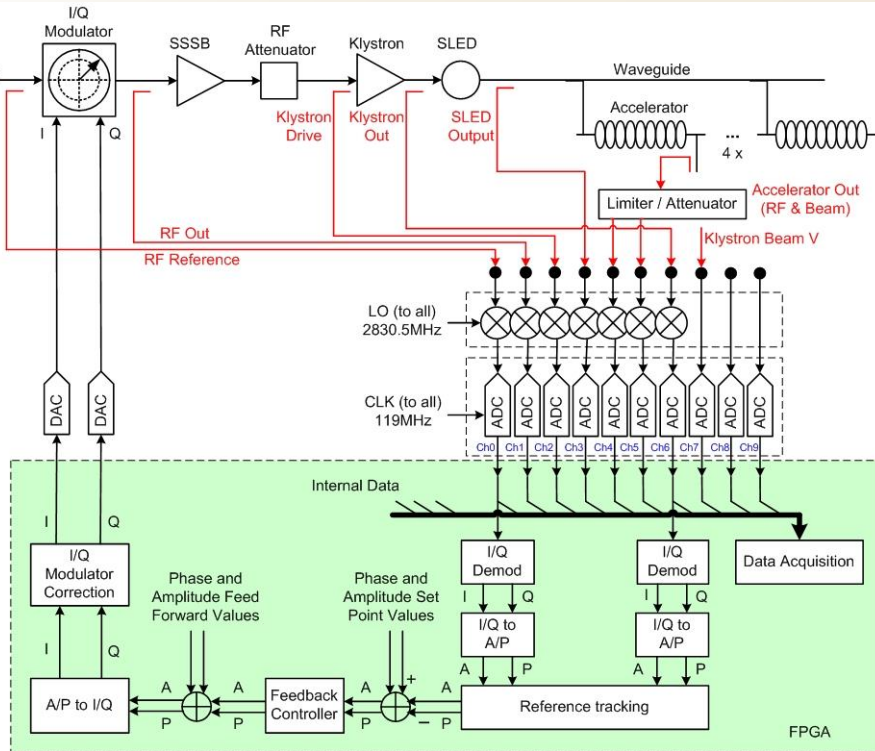 I/Q
Modulator
SSSB
RF
Attenuator
Klystron
SLED
Waveguide
Accelerator
...
4 x
I
Q
Klystron
Drive
Klystron
Out
SLED
Output
Limiter / Attenuator
Accelerator Out
(RF & Beam)
RF Out
RF Reference
Klystron Beam V
LO (to all)
2830.5MHz
CLK (to all)
119MHz
DAC
DAC
ADC
ADC
ADC
ADC
ADC
ADC
ADC
ADC
ADC
ADC
Ch0
Ch1
Ch2
Ch3
Ch4
Ch5
Ch6
Ch7
Ch8
Ch9
Internal Data
I
Q
I/Q
Modulator
Correction
Phase and
Amplitude Feed
Forward Values
Phase and
Amplitude Set
Point Values
I/Q
Demod
I/Q
Demod
Data Acquisition
I
Q
I
Q
I/Q to
A/P
I/Q to
A/P
I
Q
A
P
A
P
A/P to I/Q
A
P
A
P
Feedback
Controller
A
P
+
−
A
P
Reference tracking
FPGA